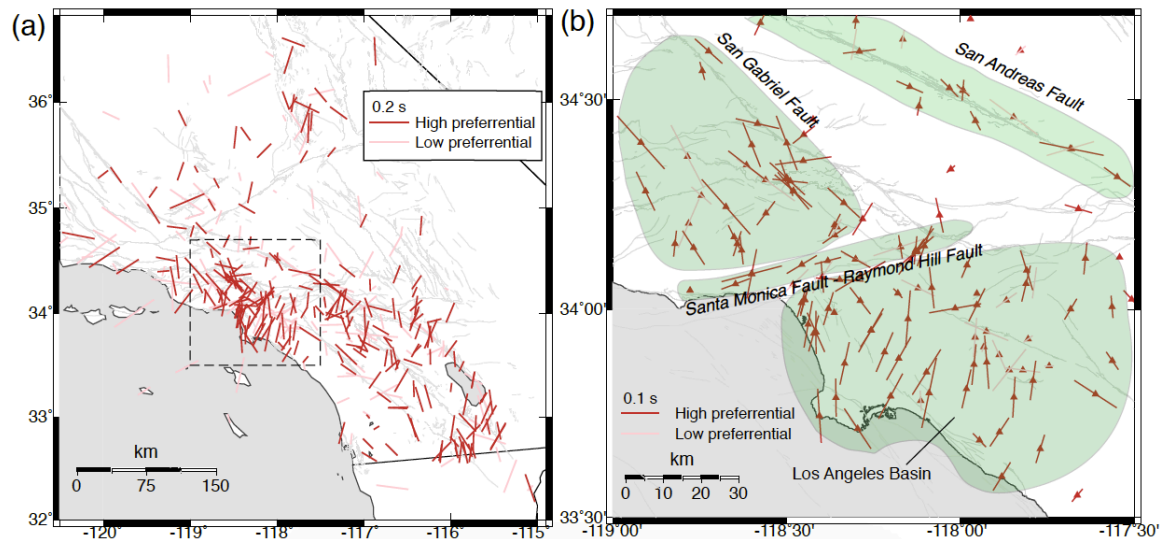 (a)
36°
35°
34°
33°
32°
-120°
-119°
-118°
-117°
-116°
-115°
0.2 s
High preferrential
Low preferrential
km
0
75
150
(b)
34°30'
34°00'
33°30'
-119°00'
-118°30'
-118°00'
-117°30'
San Gabriel Fault
San Andreas Fault
Santa Monica Fault - Raymond Hill Fault
0.1 s
High preferrential
Low preferrential
Los Angeles Basin
km
0 10 20 30